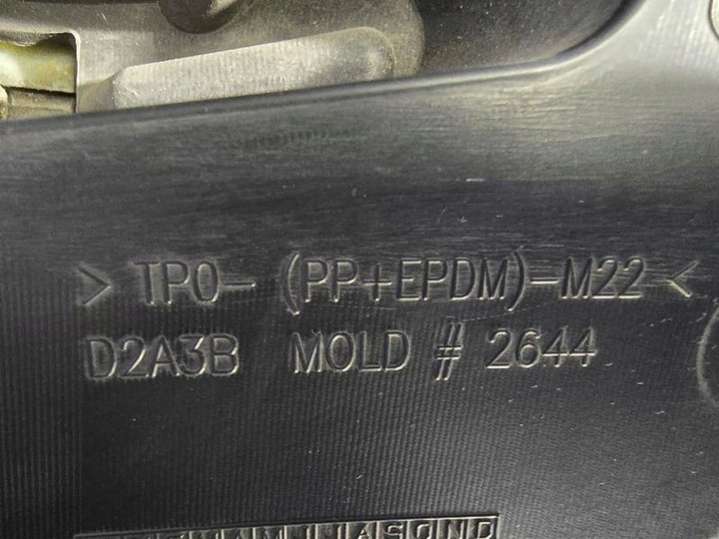 > TPO- (PP+EPDM)-M22 <
D2A3B MOLD # 2644